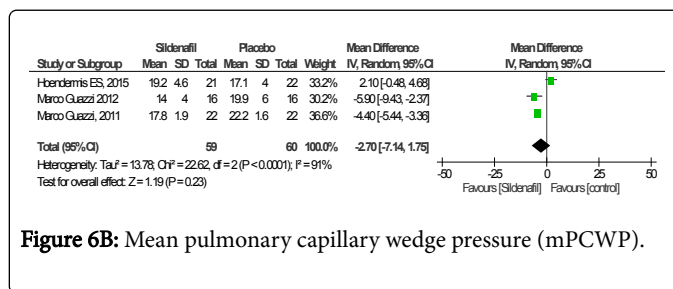 Sildenafil Placebo Mean Difference Mean Difference
Study or Subgroup Mean SD Total Mean SD Total Weight IV, Random, 95% CI IV, Random, 95% CI
Hoendermis ES, 2015 19.2 4.6 21 17.1 4 22 33.2% 2.10 [-0.48, 4.68]
Marco Guazzi 2012 14 4 16 19.9 6 16 30.2% -5.90 [-9.43, -2.37]
Marco Guazzi, 2011 17.8 1.9 22 22.2 1.6 22 36.6% -4.40 [-5.44, -3.36]
Total (95% CI) 59 60 100.0% -2.70 [-7.14, 1.75]
Heterogeneity: Tau² = 13.78; Chi² = 22.62, df = 2 (P < 0.0001); I² = 91%
Test for overall effect: Z = 1.19 (P = 0.23)
-50 -25 0 25 50
Favours [Sildenafil] Favours [control]
Figure 6B: Mean pulmonary capillary wedge pressure (mPCWP).